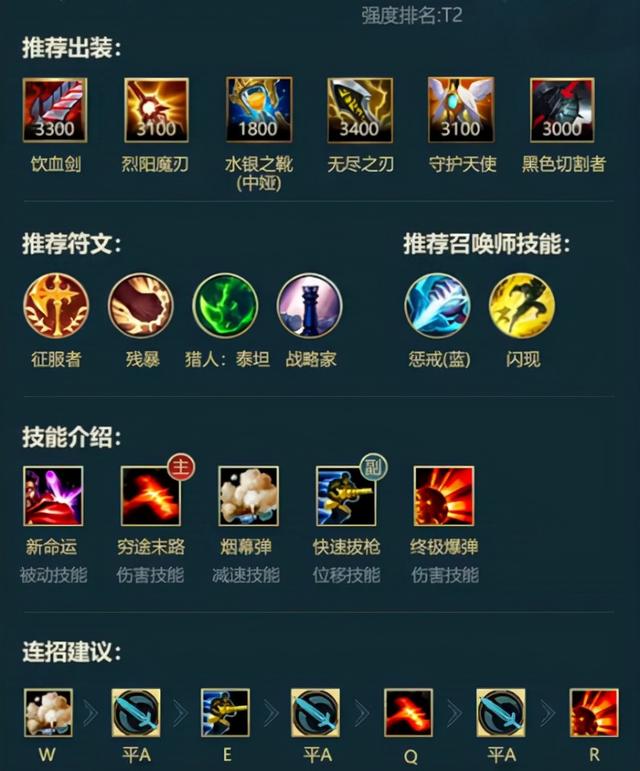 强度排名:T2
推荐出装:
3300 3100 1800 3400 3100 3000
饮血剑 烈阳魔刃 水银之靴 无尽之刃 守护天使 黑色切割者
(中娅)
推荐符文: 推荐召唤师技能:
征服者 残暴 猎人：泰坦 战略家 惩戒(蓝) 闪现
技能介绍:
主 副
新命运 穷途末路 烟幕弹 快速拔枪 终极爆弹
被动技能 伤害技能 减速技能 位移技能 伤害技能
连招建议:
W 平A E 平A Q 平A R